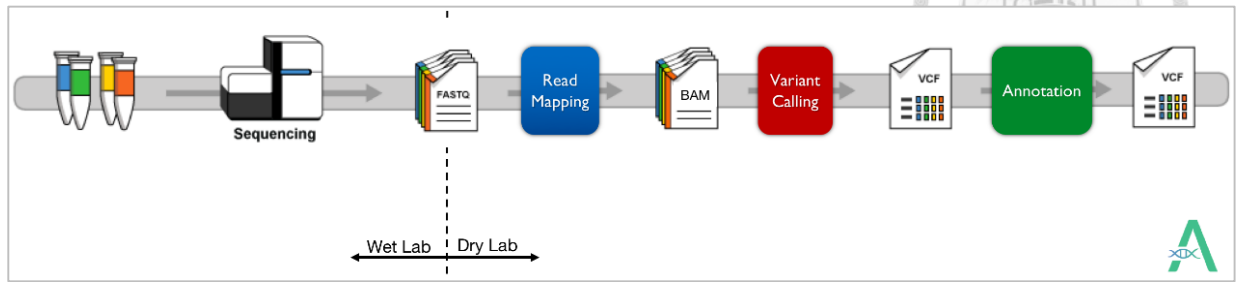 Sequencing
FASTQ
Read
Mapping
BAM
Variant
Calling
VCF
Annotation
VCF
Wet Lab
Dry Lab
A